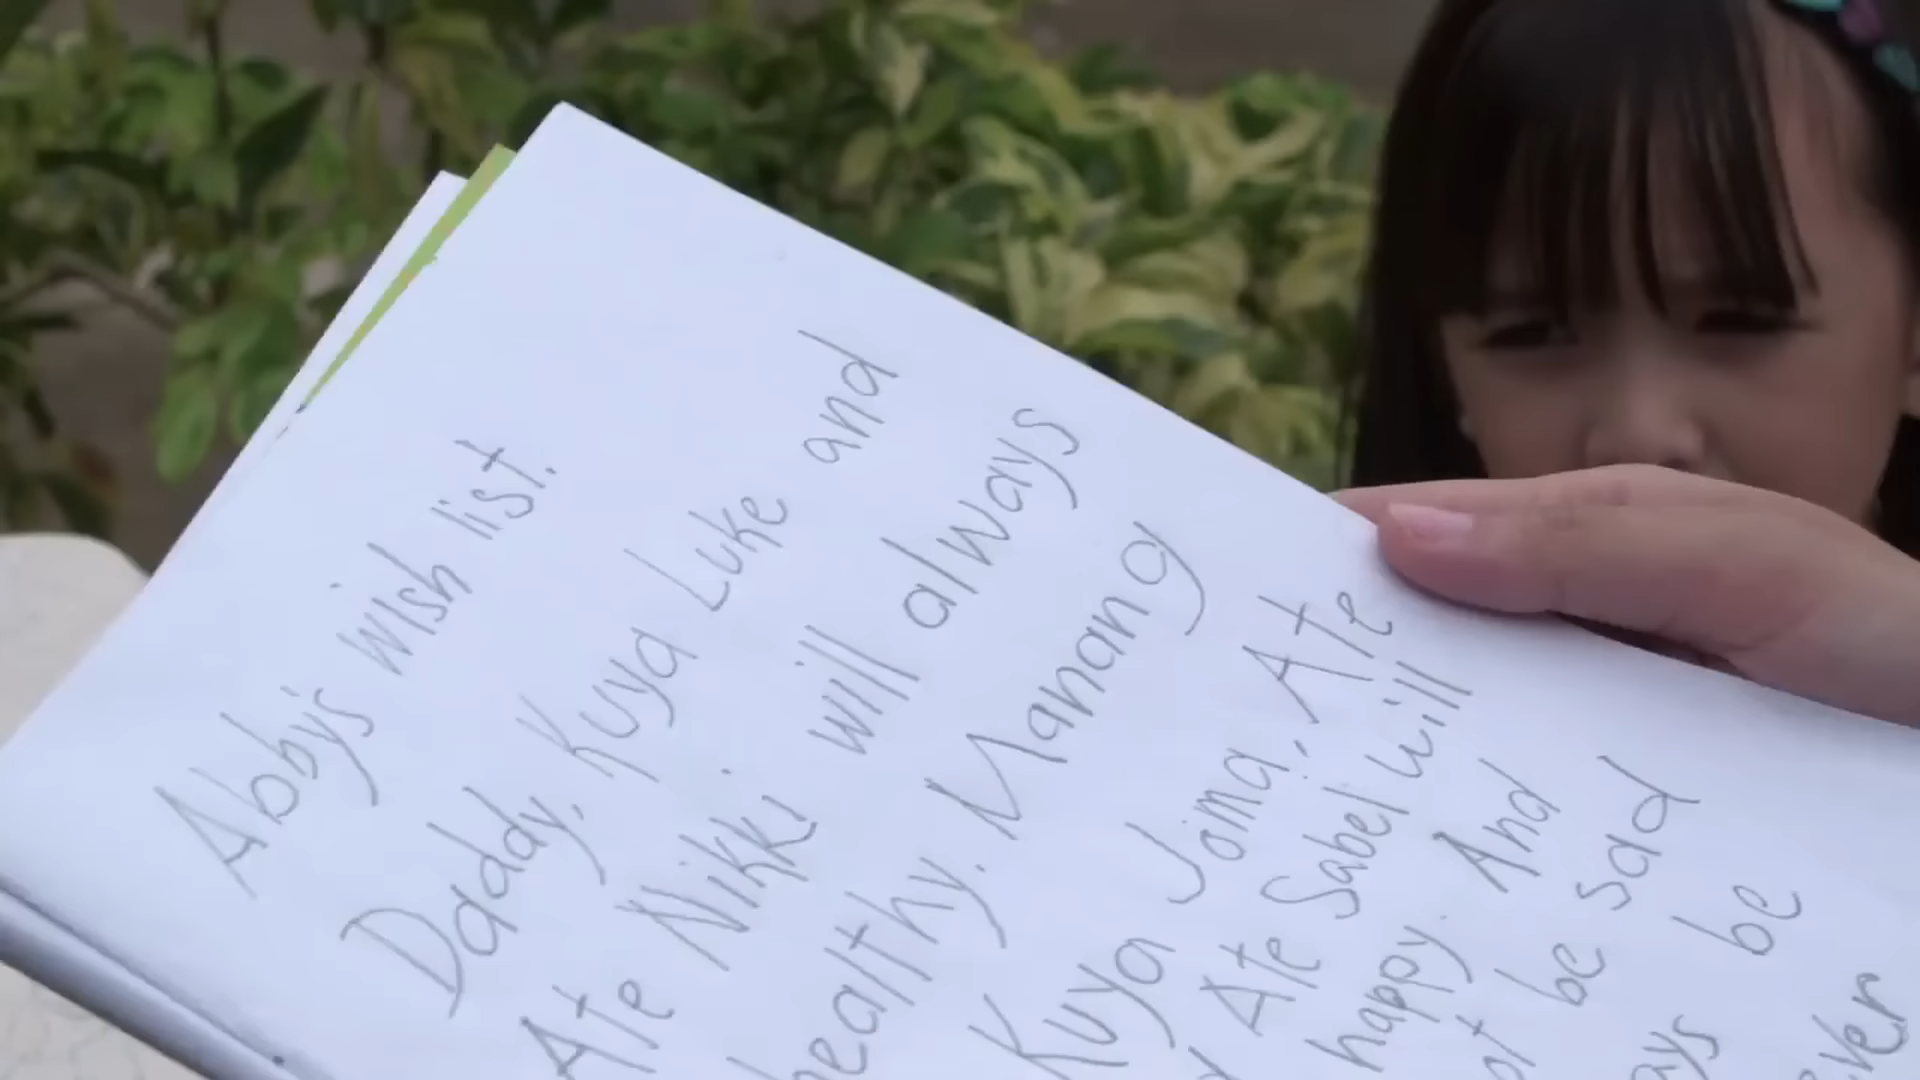 Abby's wish list.
Daddy, Kuya Luke and
Ate Nikki will always
healthy. Manang
Kuya Joma, Ate
Ate Sabel will
happy. And
be sad
be